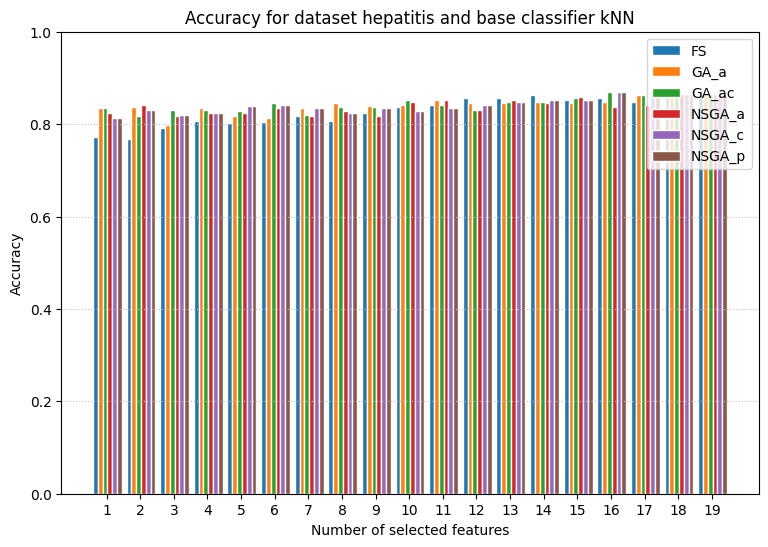 Accuracy for dataset hepatitis and base classifier kNN
1.0
0.8
0.6
0.4
0.2
0.0
Accuracy
FS
GA_a
GA_ac
NSGA_a
NSGA_c
NSGA_p
1 2 3 4 5 6 7 8 9 10 11 12 13 14 15 16 17 18 19
Number of selected features